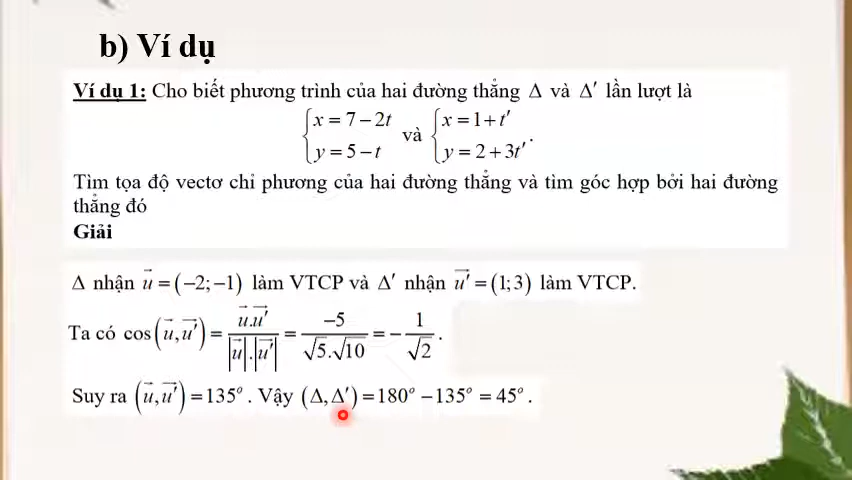 b) Ví dụ
Ví dụ 1: Cho biết phương trình của hai đường thẳng Δ và Δ' lần lượt là
{x = 7 − 2t và {x = 1 + t'
{y = 5 − t {y = 2 + 3t'.
Tìm tọa độ vectơ chỉ phương của hai đường thẳng và tìm góc hợp bởi hai đường
thẳng đó
Giải
Δ nhận u⃗ = (−2; −1) làm VTCP và Δ' nhận u'⃗ = (1; 3) làm VTCP.
Ta có cos(u⃗, u'⃗) = u⃗.u'⃗ / |u⃗|.|u'⃗| = −5 / √5.√10 = −1/√2.
Suy ra (u⃗, u'⃗) = 135°. Vậy (Δ, Δ') = 180° − 135° = 45°.